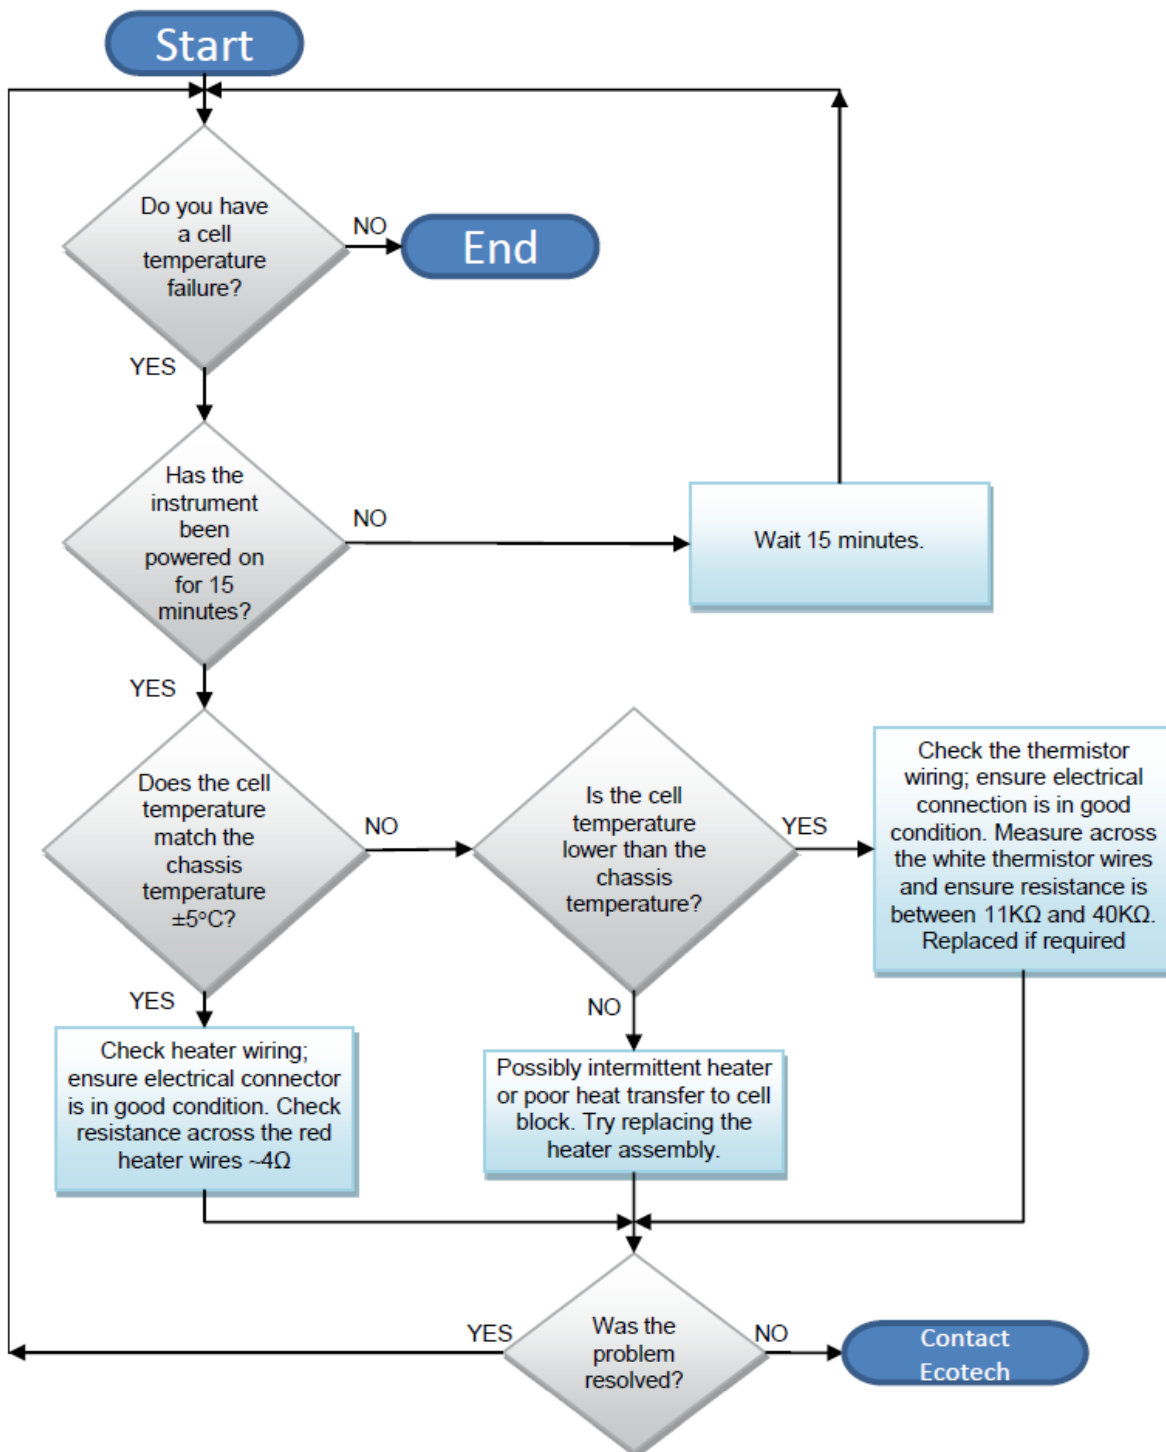 Start
Do you have
a cell
temperature
failure?
NO
End
YES
Has the
instrument
been
powered on
for 15
minutes?
NO
Wait 15 minutes.
YES
Does the cell
temperature
match the
chassis
temperature
±5°C?
NO
Is the cell
temperature
lower than the
chassis
temperature?
YES
Check the thermistor
wiring; ensure electrical
connection is in good
condition. Measure across
the white thermistor wires
and ensure resistance is
between 11KΩ and 40KΩ.
Replaced if required
YES
Check heater wiring;
ensure electrical connector
is in good condition. Check
resistance across the red
heater wires ~4Ω
NO
Possibly intermittent heater
or poor heat transfer to cell
block. Try replacing the
heater assembly.
YES
Was the
problem
resolved?
NO
Contact
Ecotech